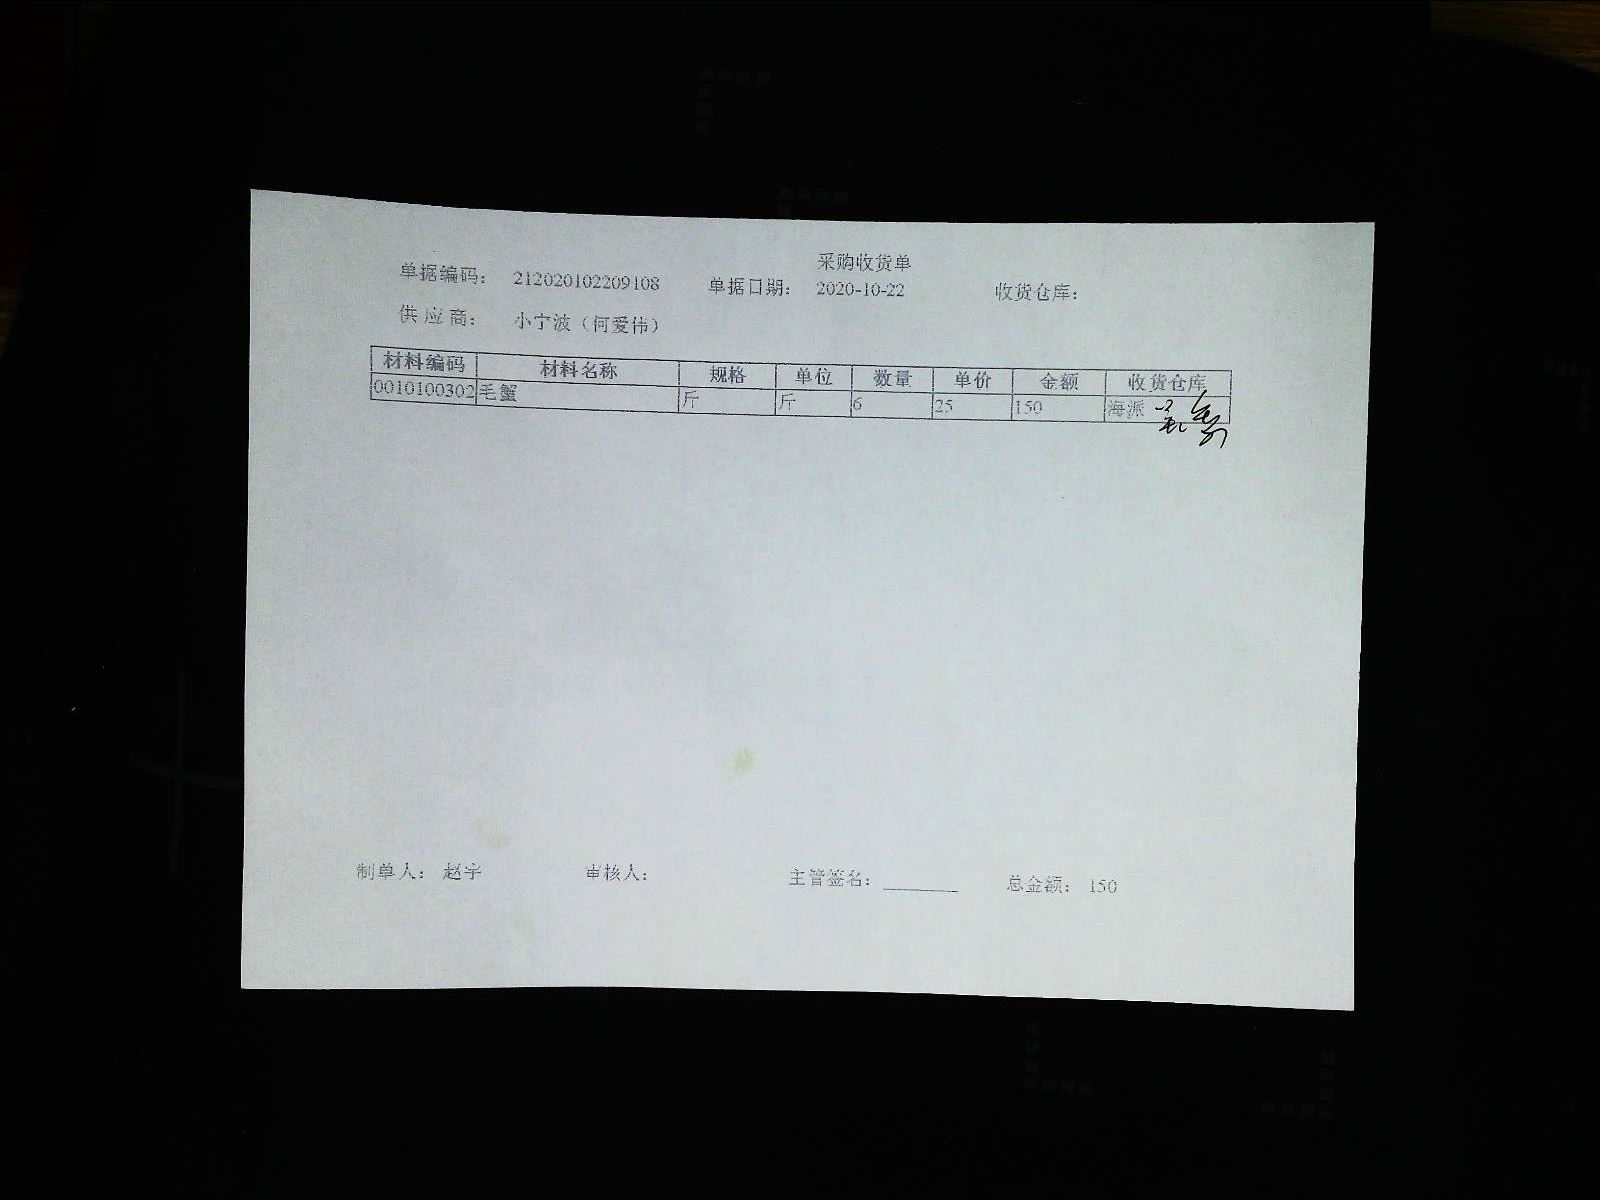 采购收货单
单据编码： 212020102209108 单据日期： 2020-10-22 收货仓库：
供 应 商： 小宁波（何爱伟）
材料编码 材料名称 规格 单位 数量 单价 金额 收货仓库
0010100302 毛蟹 斤 斤 6 25 150 海派
制单人： 赵宇 审核人： 主管签名： 总金额： 150